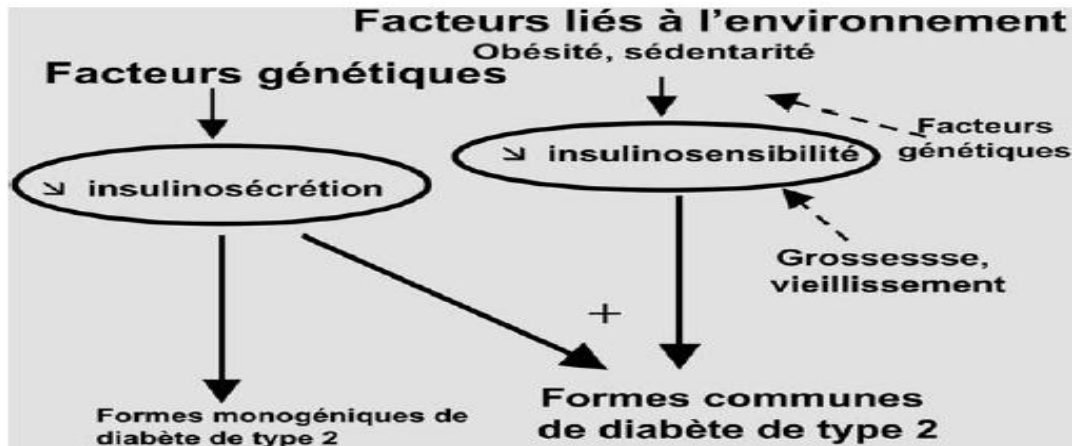 Facteurs liés à l'environnement
Obésité, sédentarité
Facteurs génétiques
Facteurs
génétiques
↘ insulinosécrétion
↘ insulinosensibilité
Grossessse,
vieillissement
+
Formes monogéniques de
diabète de type 2
Formes communes
de diabète de type 2